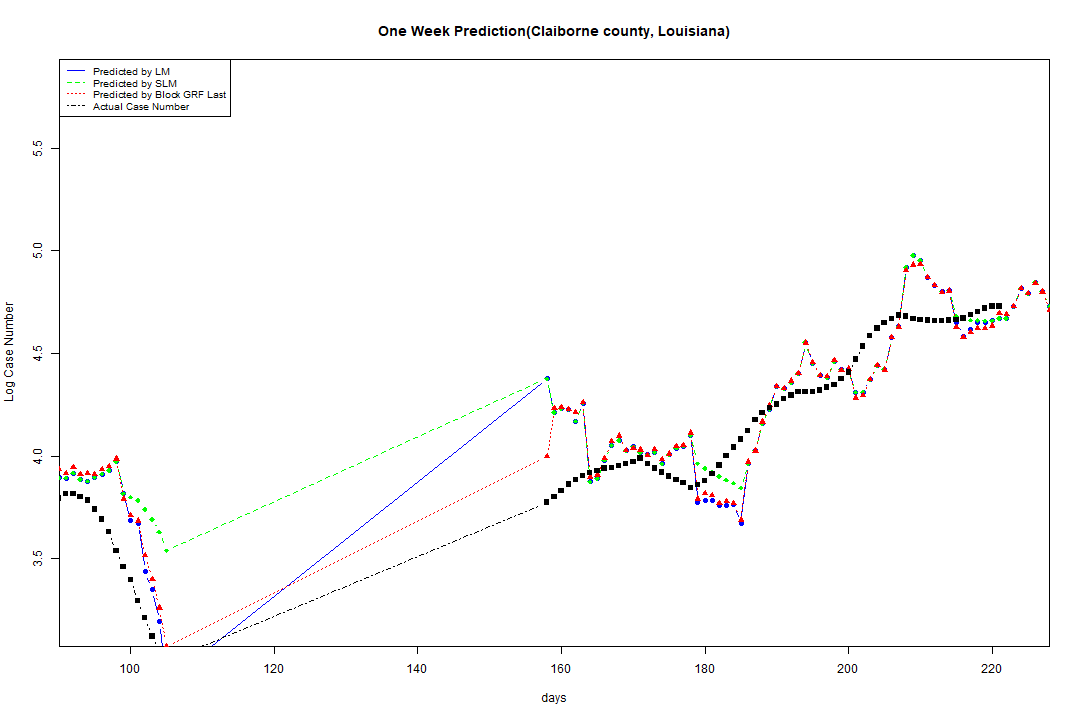 One Week Prediction(Claiborne county, Louisiana)
Predicted by LM
Predicted by SLM
Predicted by Block GRF Last
Actual Case Number
5.5
5.0
4.5
4.0
3.5
Log Case Number
100 120 140 160 180 200 220
days